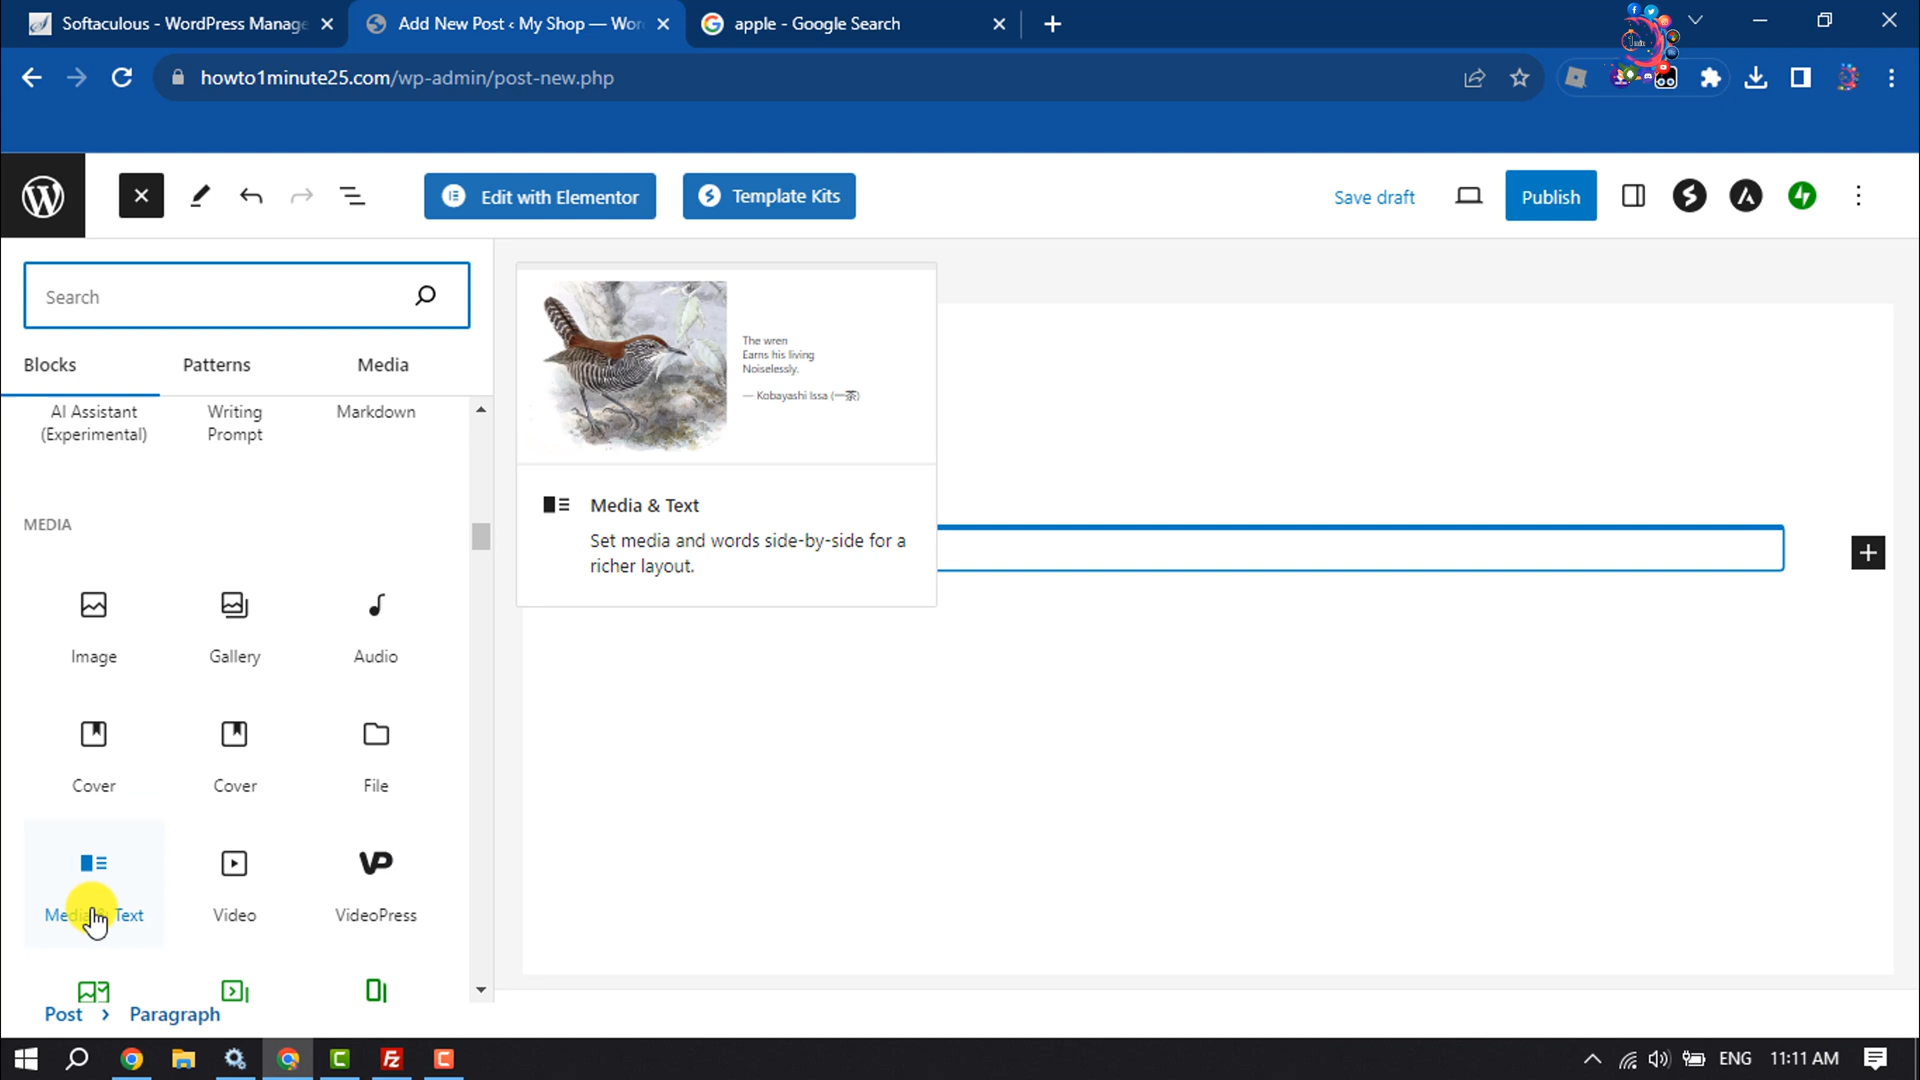 Softaculous - WordPress Manage
Add New Post ‹ My Shop — Wor
apple - Google Search
howto1minute25.com/wp-admin/post-new.php
Edit with Elementor
Template Kits
Save draft
Publish
Search
Blocks
Patterns
Media
AI Assistant
(Experimental)
Writing
Prompt
Markdown
MEDIA
Image
Gallery
Audio
Cover
Cover
File
Media & Text
Video
VideoPress
The wren
Earns his living
Noiselessly.
— Kobayashi Issa (一茶)
Media & Text
Set media and words side-by-side for a
richer layout.
Post
Paragraph
ENG
11:11 AM